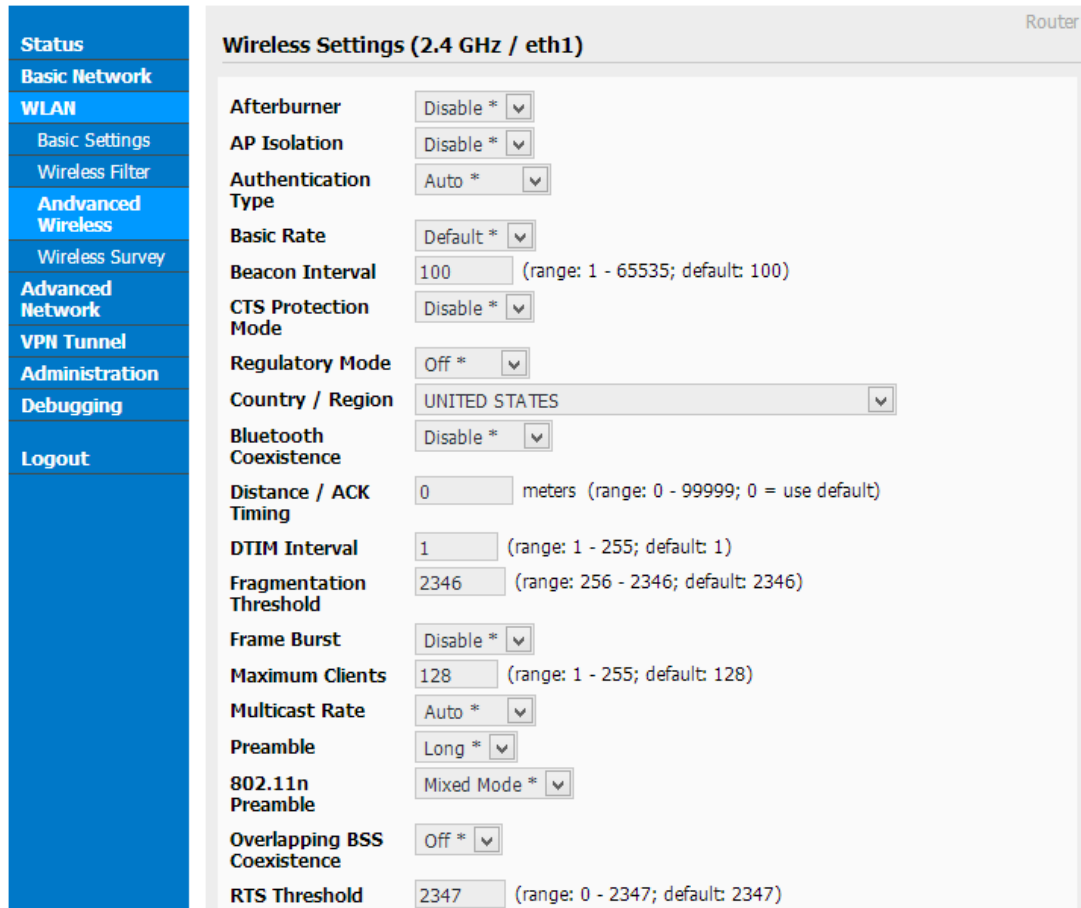 Router
Status
Basic Network
WLAN
Basic Settings
Wireless Filter
Andvanced
Wireless
Wireless Survey
Advanced
Network
VPN Tunnel
Administration
Debugging
Logout
Wireless Settings (2.4 GHz / eth1)
Afterburner Disable *
AP Isolation Disable *
Authentication
Type Auto *
Basic Rate Default *
Beacon Interval 100 (range: 1 - 65535; default: 100)
CTS Protection
Mode Disable *
Regulatory Mode Off *
Country / Region UNITED STATES
Bluetooth
Coexistence Disable *
Distance / ACK
Timing 0 meters (range: 0 - 99999; 0 = use default)
DTIM Interval 1 (range: 1 - 255; default: 1)
Fragmentation
Threshold 2346 (range: 256 - 2346; default: 2346)
Frame Burst Disable *
Maximum Clients 128 (range: 1 - 255; default: 128)
Multicast Rate Auto *
Preamble Long *
802.11n
Preamble Mixed Mode *
Overlapping BSS
Coexistence Off *
RTS Threshold 2347 (range: 0 - 2347; default: 2347)